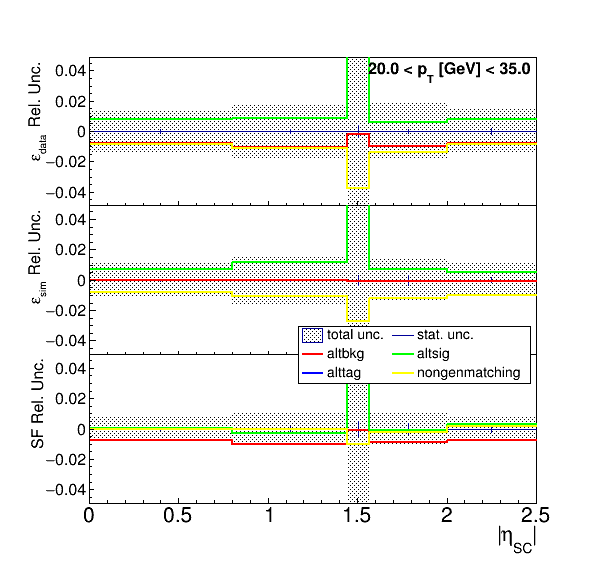 20.0 < p_T [GeV] < 35.0
ε_data Rel. Unc.
0.04
0.02
0
−0.02
−0.04
ε_sim Rel. Unc.
0.04
0.02
0
−0.02
−0.04
total unc. stat. unc.
altbkg altsig
alttag nongenmatching
SF Rel. Unc.
0.04
0.02
0
−0.02
−0.04
0 0.5 1 1.5 2 2.5
|η_SC|